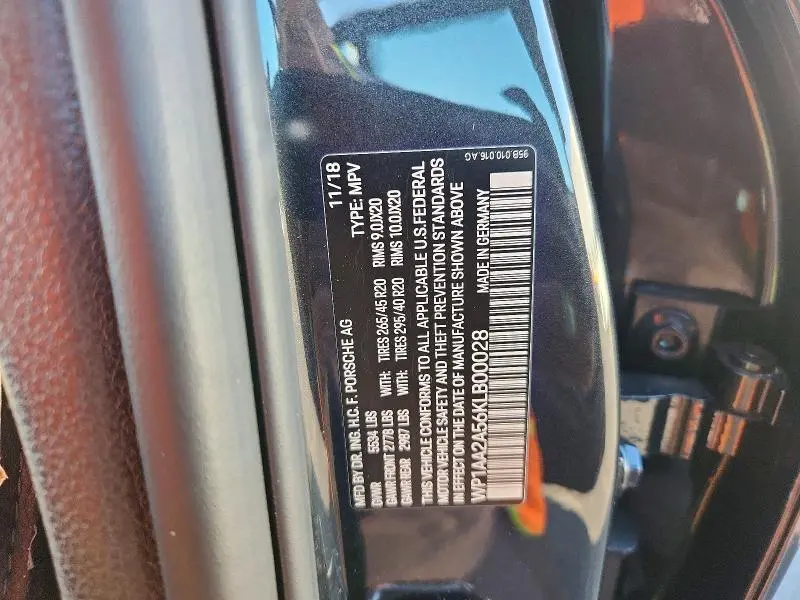 MFD BY DR. ING. H.C. F. PORSCHE AG 11/18
GVWR 5534 LBS TYPE: MPV
GAWR FRONT 2778 LBS WITH: TIRES 265/45 R20 RIMS 9.0JX20
GAWR REAR 2987 LBS WITH: TIRES 295/40 R20 RIMS 10.0JX20
THIS VEHICLE CONFORMS TO ALL APPLICABLE U.S. FEDERAL
MOTOR VEHICLE SAFETY AND THEFT PREVENTION STANDARDS
IN EFFECT ON THE DATE OF MANUFACTURE SHOWN ABOVE
WP1AA2A56KLB00028 MADE IN GERMANY
95B.010.016.AG